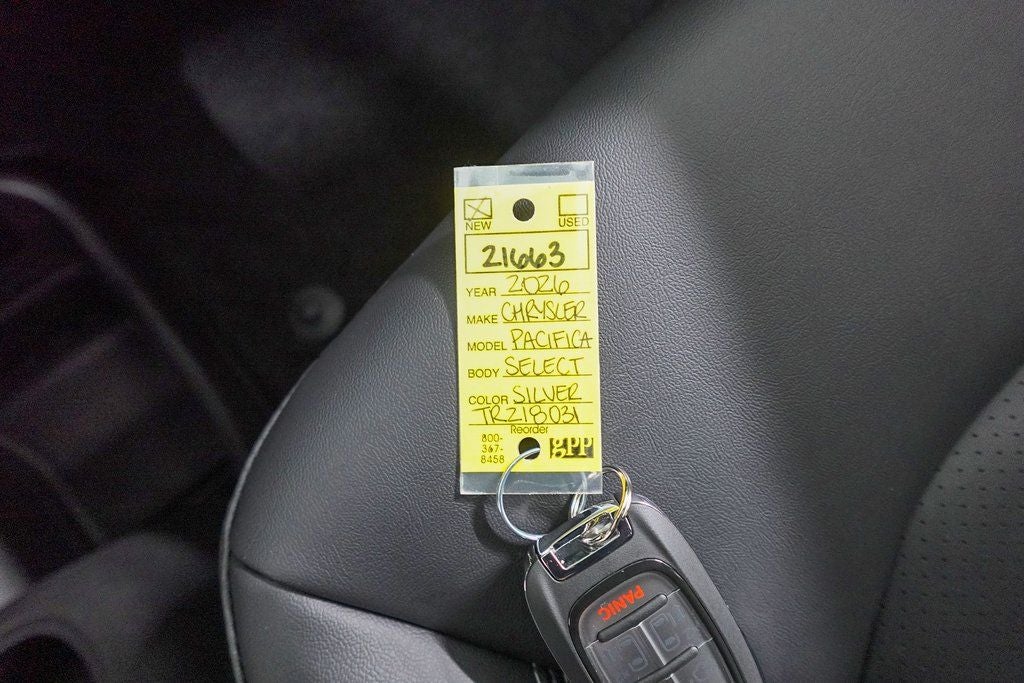 NEW USED
21663
YEAR 2026
MAKE CHRYSLER
MODEL PACIFICA
BODY SELECT
COLOR SILVER
TR218031
Reorder
800-
367-
8458
gpp
PANIC